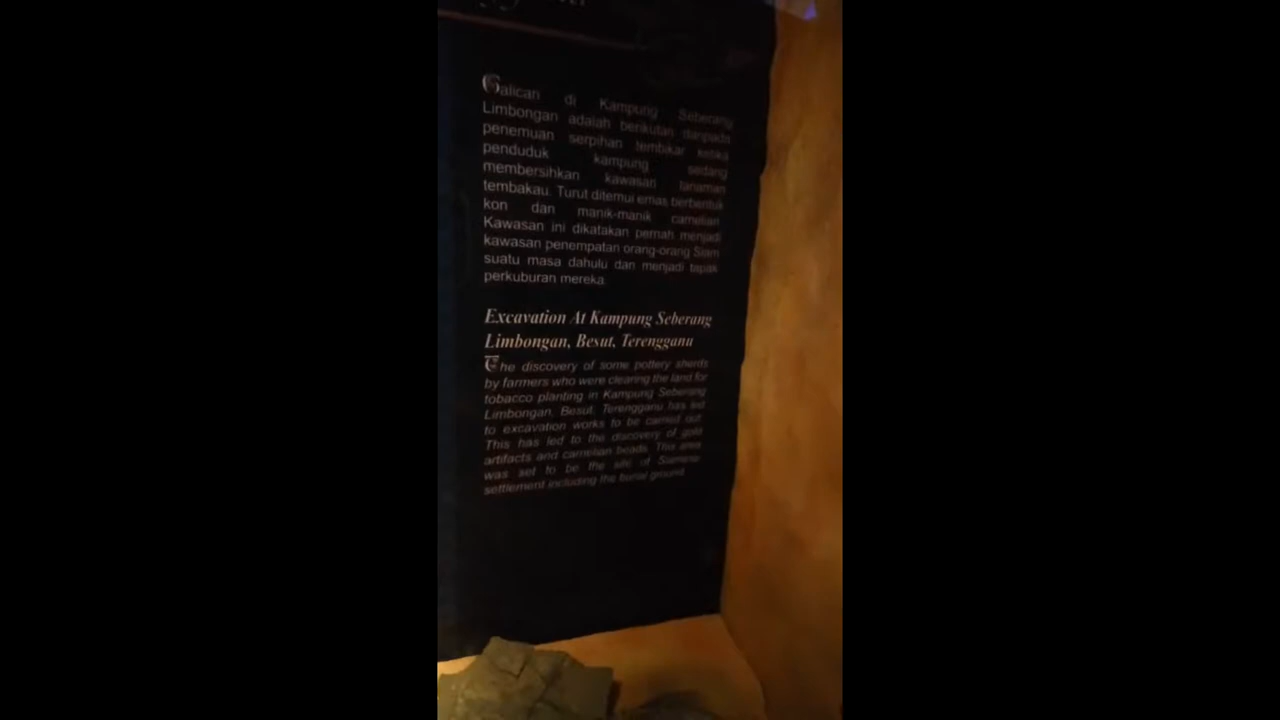 Galican di Kampung Seberang
Limbongan adalah berikutan daripada
penemuan serpihan tembikar ketika
penduduk kampung sedang
membersihkan kawasan tanaman
tembakau. Turut ditemui emas berbentuk
kon dan manik-manik carnelian
Kawasan ini dikatakan pernah menjadi
kawasan penempatan orang-orang Siam
suatu masa dahulu dan menjadi tapak
perkuburan mereka.
Excavation At Kampung Seberang
Limbongan, Besut, Terengganu
The discovery of some pottery sherds
by farmers who were clearing the land for
tobacco planting in Kampung Seberang
Limbongan, Besut, Terengganu has led
to excavation works to be carried out.
This has led to the discovery of gold
artifacts and carnelian beads. This area
was set to be the site of Siamese
settlement including the burial ground.